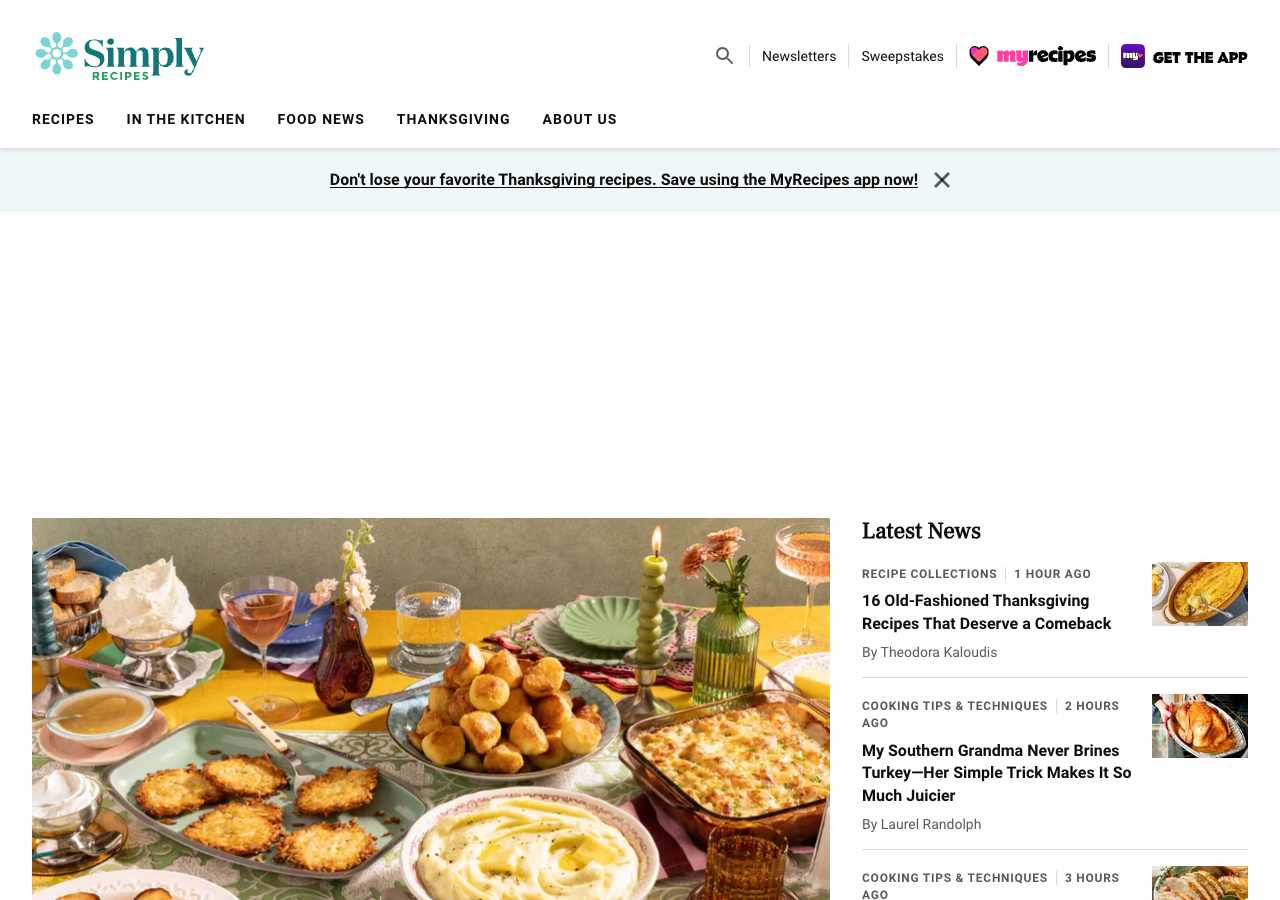 Simply
RECIPES
Newsletters
Sweepstakes
myrecipes
my
GET THE APP
RECIPES
IN THE KITCHEN
FOOD NEWS
THANKSGIVING
ABOUT US
Don't lose your favorite Thanksgiving recipes. Save using the MyRecipes app now!
Latest News
RECIPE COLLECTIONS
1 HOUR AGO
16 Old-Fashioned Thanksgiving
Recipes That Deserve a Comeback
By Theodora Kaloudis
COOKING TIPS & TECHNIQUES
2 HOURS
AGO
My Southern Grandma Never Brines
Turkey—Her Simple Trick Makes It So
Much Juicier
By Laurel Randolph
COOKING TIPS & TECHNIQUES
3 HOURS
AGO